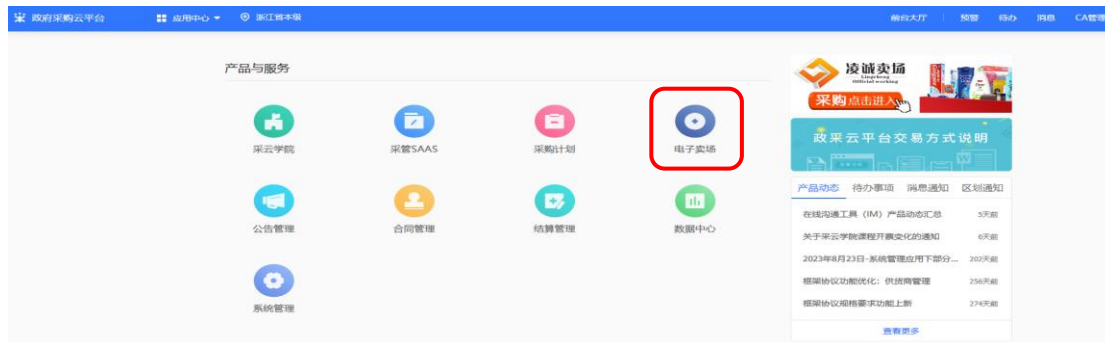 政府采购云平台 应用中心 浙江省本级 前台大厅 预警 待办 消息 CA管理
产品与服务
采云学院 采管SAAS 采购计划 电子卖场
公告管理 合同管理 结算管理 数据中心
系统管理
凌诚卖场
采购点击进入
政采云平台交易方式说明
产品动态 待办事项 消息通知 区划通知
在线沟通工具（IM）产品动态汇总 5天前
关于采云学院课程开票变化的通知 6天前
2023年8月23日-系统管理应用下部分... 202天前
框架协议功能优化：供货商管理 256天前
框架协议规格要求功能上新 274天前
查看更多